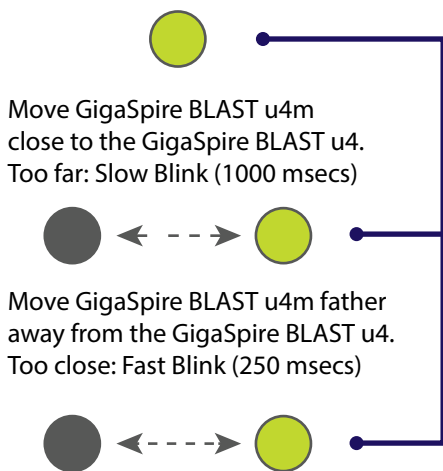 Move GigaSpire BLAST u4m
close to the GigaSpire BLAST u4.
Too far: Slow Blink (1000 msecs)
Move GigaSpire BLAST u4m father
away from the GigaSpire BLAST u4.
Too close: Fast Blink (250 msecs)